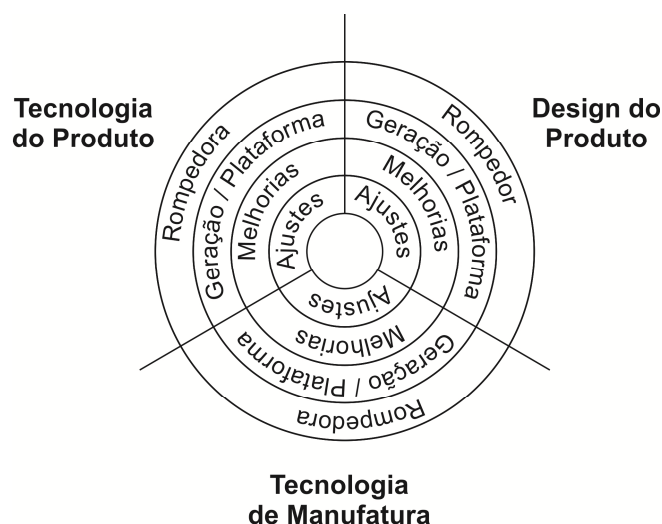 Tecnologia
do Produto
Design do
Produto
Rompedora
Geração / Plataforma
Melhorias
Ajustes
Rompedor
Geração / Plataforma
Melhorias
Ajustes
Ajustes
Melhorias
Geração / Plataforma
Rompedora
Tecnologia
de Manufatura